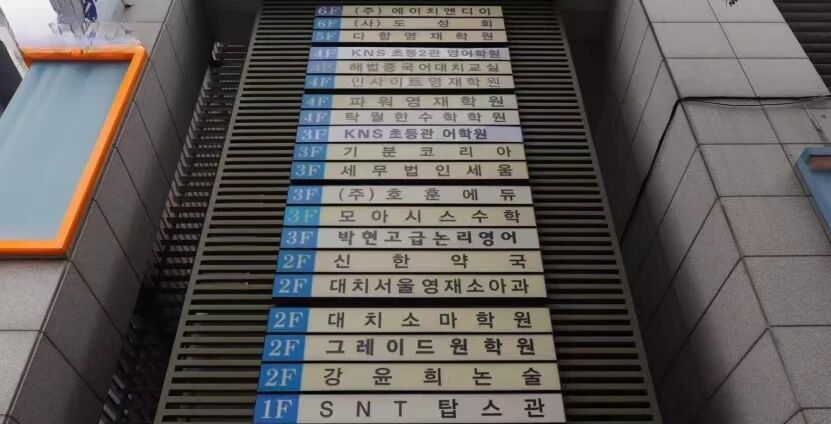 6F (주) 에이치앤디이
6F (사) 도성회
5F 다함영재학원
4F KNS 초등2관 영어학원
4F 해법중국어대치교실
4F 인사이트영재학원
4F 파워영재학원
4F 탁월한수학학원
3F KNS 초등관 어학원
3F 기분코리아
3F 세무법인세움
3F (주) 호훈에듀
3F 모아시스수학
3F 박현고급논리영어
2F 신한약국
2F 대치서울영재소아과
2F 대치소마학원
2F 그레이드원학원
2F 강윤희논술
1F SNT 탑스관